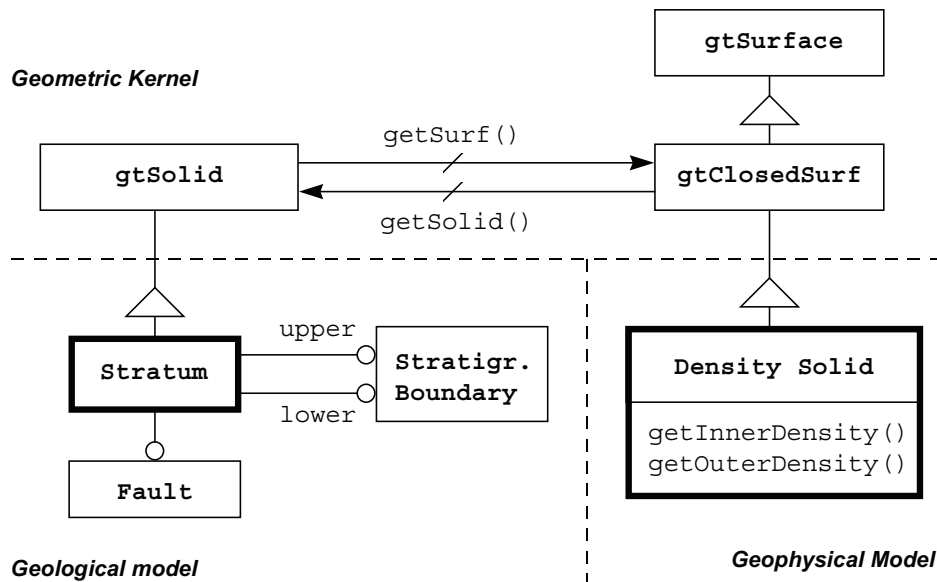 gtSurface
Geometric Kernel
getSurf()
gtSolid
gtClosedSurf
getSolid()
upper
Stratum
Stratigr.
Boundary
lower
Fault
Density Solid
getInnerDensity()
getOuterDensity()
Geological model
Geophysical Model